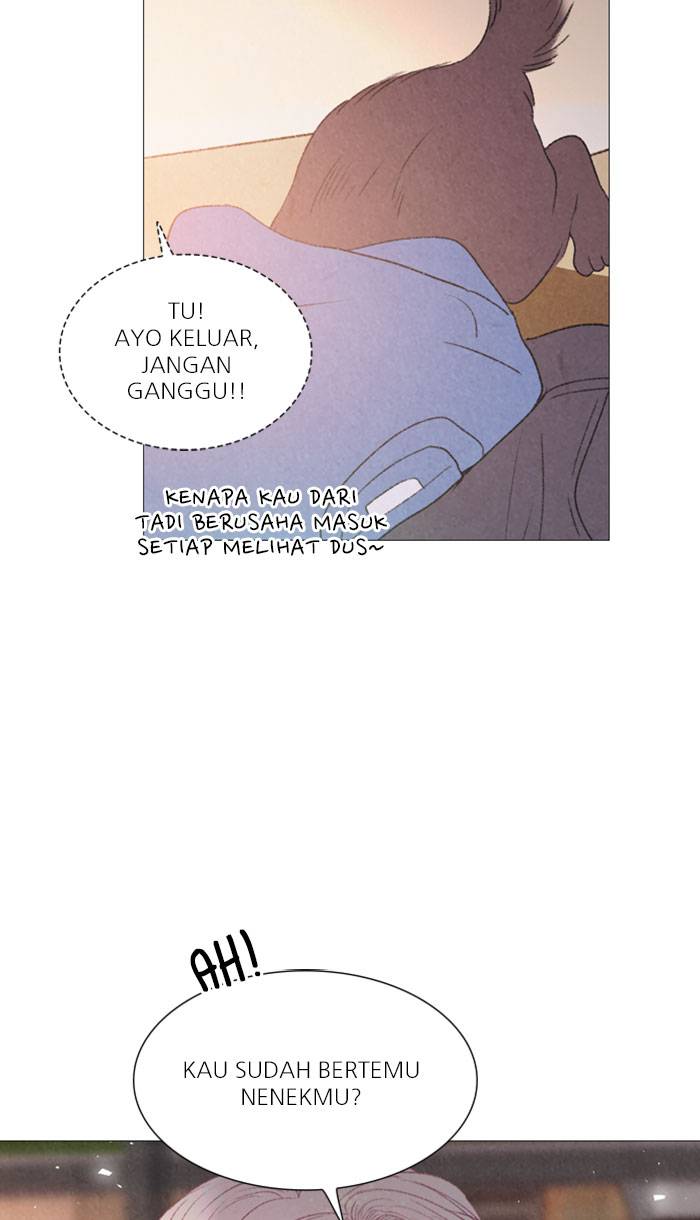 TU!
AYO KELUAR,
JANGAN
GANGGU!!
KENAPA KAU DARI
TADI BERUSAHA MASUK
SETIAP MELIHAT DUS~
AH!
KAU SUDAH BERTEMU
NENEKMU?